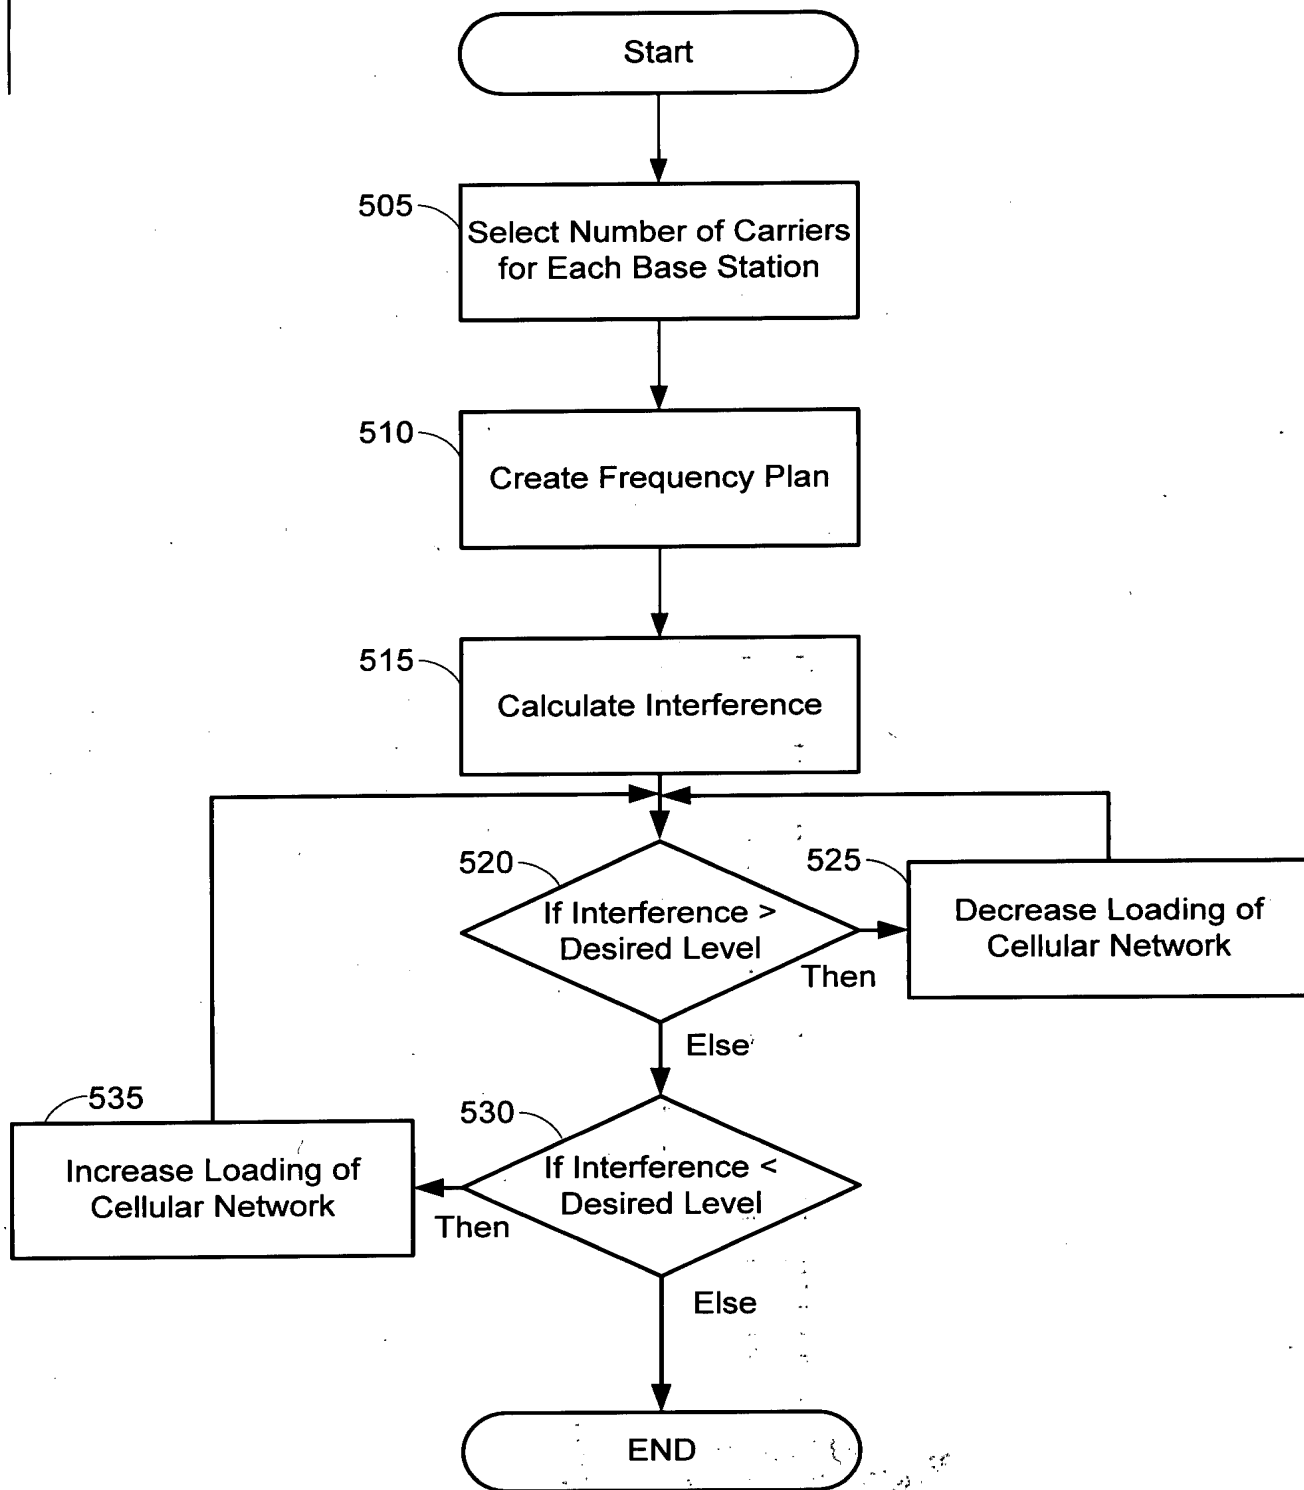 Start
505
Select Number of Carriers
for Each Base Station
510
Create Frequency Plan
515
Calculate Interference
520
If Interference >
Desired Level
Then
525
Decrease Loading of
Cellular Network
Else
530
If Interference <
Desired Level
Then
535
Increase Loading of
Cellular Network
Else
END